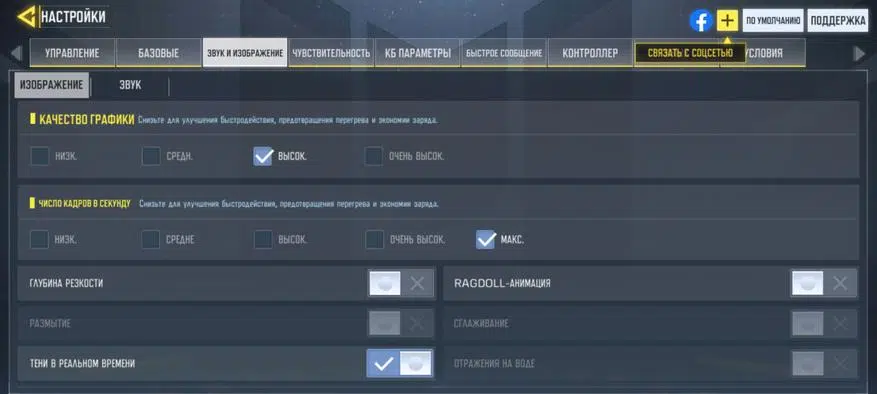 НАСТРОЙКИ
ПО УМОЛЧАНИЮ
ПОДДЕРЖКА
УПРАВЛЕНИЕ
БАЗОВЫЕ
ЗВУК И ИЗОБРАЖЕНИЕ
ЧУВСТВИТЕЛЬНОСТЬ
КБ ПАРАМЕТРЫ
БЫСТРОЕ СООБЩЕНИЕ
КОНТРОЛЛЕР
СВЯЗАТЬ С СОЦСЕТЬЮ
УСЛОВИЯ
ИЗОБРАЖЕНИЕ
ЗВУК
КАЧЕСТВО ГРАФИКИ Снизьте для улучшения быстродействия, предотвращения перегрева и экономии заряда.
НИЗК.
СРЕДН.
ВЫСОК.
ОЧЕНЬ ВЫСОК.
ЧИСЛО КАДРОВ В СЕКУНДУ Снизьте для улучшения быстродействия, предотвращения перегрева и экономии заряда.
НИЗК.
СРЕДНЕ
ВЫСОК.
ОЧЕНЬ ВЫСОК.
МАКС.
ГЛУБИНА РЕЗКОСТИ
RAGDOLL-АНИМАЦИЯ
РАЗМЫТИЕ
СГЛАЖИВАНИЕ
ТЕНИ В РЕАЛЬНОМ ВРЕМЕНИ
ОТРАЖЕНИЯ НА ВОДЕ